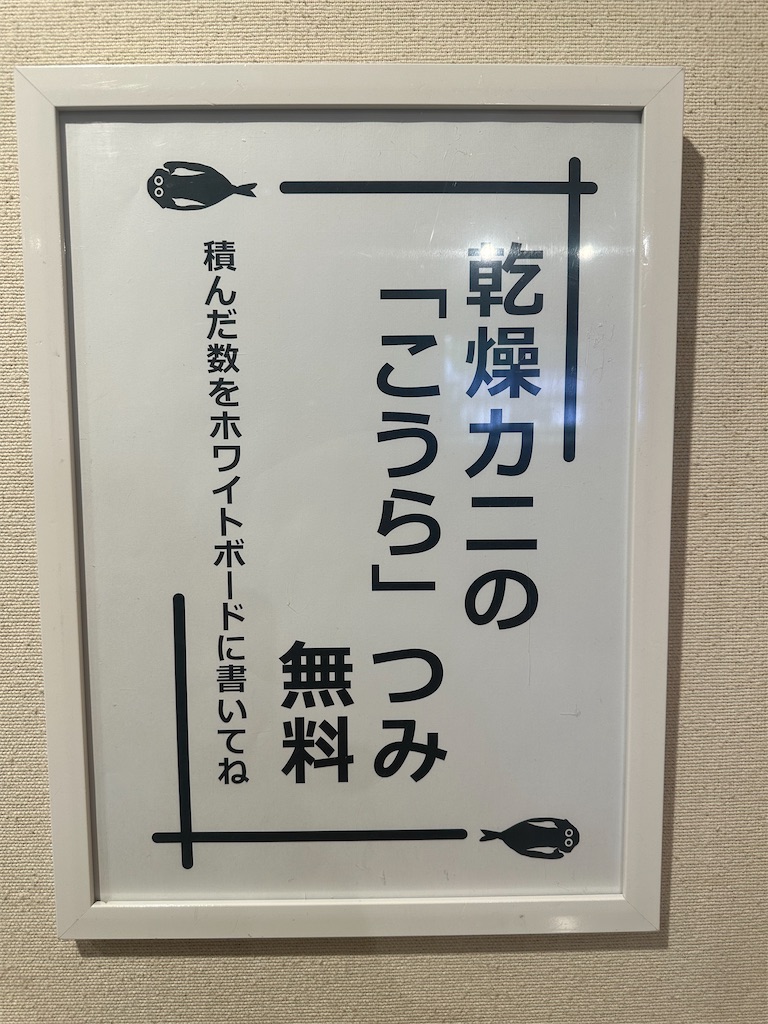 乾燥カニの
「こうら」つみ
無料
積んだ数をホワイトボードに書いてね